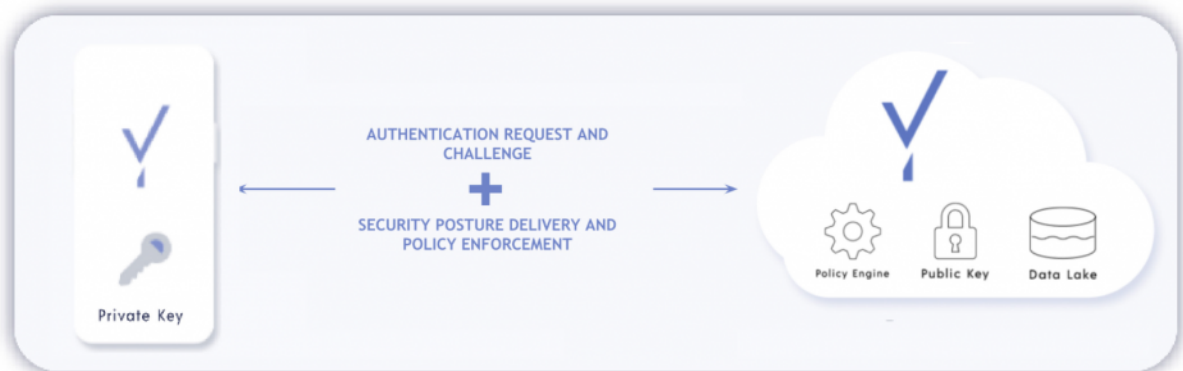 AUTHENTICATION REQUEST AND
CHALLENGE
SECURITY POSTURE DELIVERY AND
POLICY ENFORCEMENT
Private Key
Policy Engine
Public Key
Data Lake